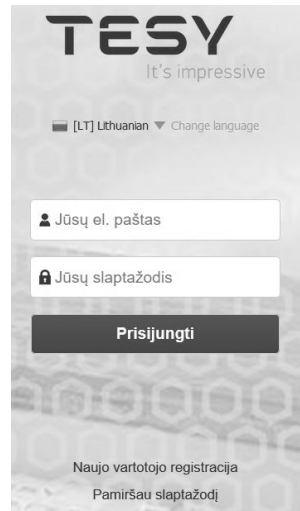 TESY
It's impressive
[LT] Lithuanian ▼ Change language
Jūsų el. paštas
Jūsų slaptažodis
Prisijungti
Naujo vartotojo registracija
Pamiršau slaptažodį